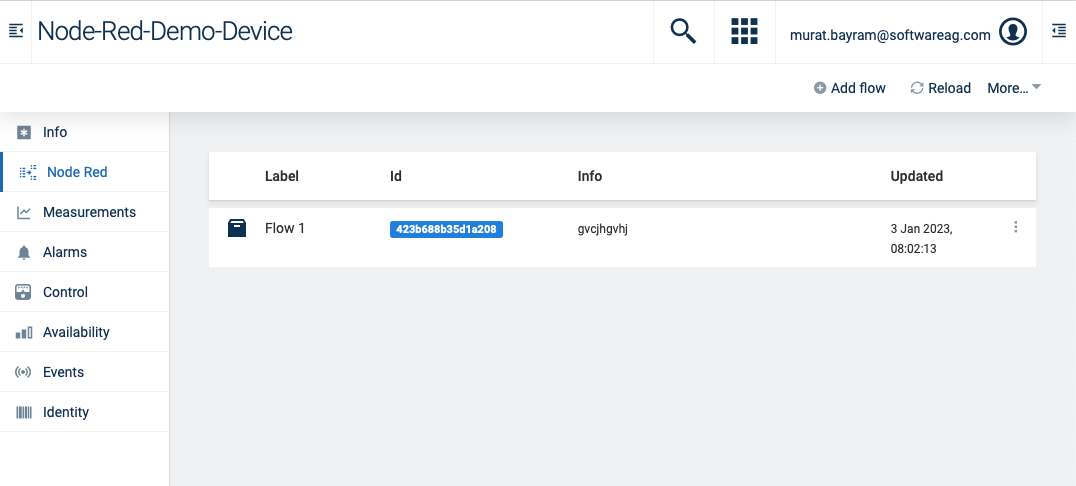 Node-Red-Demo-Device
murat.bayram@softwareag.com
Add flow
Reload
More...
Info
Node Red
Measurements
Alarms
Control
Availability
Events
Identity
Label Id Info Updated
Flow 1 423b688b35d1a208 gvcjhgvhj 3 Jan 2023,
08:02:13